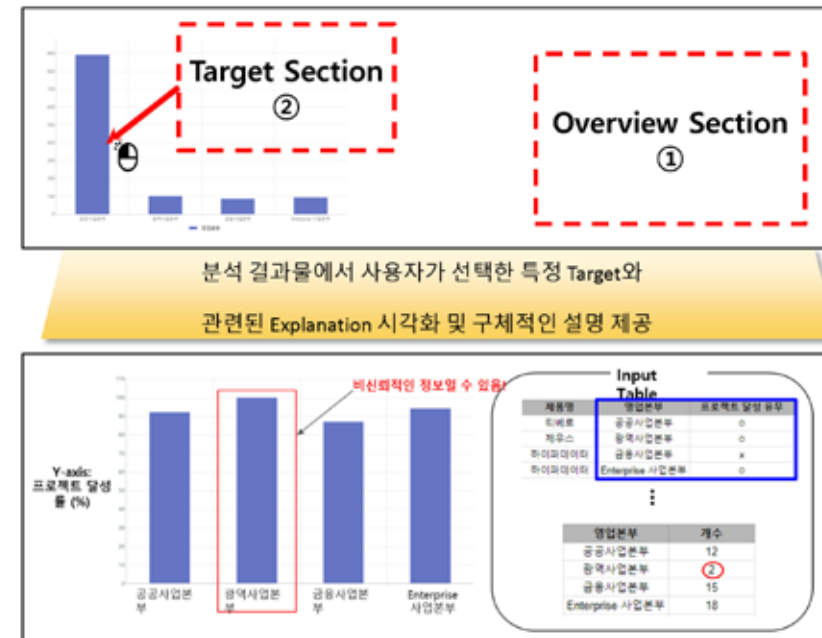 Target Section
②
Overview Section
①
분석 결과물에서 사용자가 선택한 특정 Target와
관련된 Explanation 시각화 및 구체적인 설명 제공
비신뢰적인 정보일 수 있음
Y-axis:
프로젝트 달성
률 (%)
공공사업본
부
광역사업본
부
금융사업본
부
Enterprise
사업본부
Input
Table
제품명 영업본부 프로젝트 달성 유무
티베로 공공사업본부 o
제우스 광역사업본부 o
하이퍼데이타 금융사업본부 x
하이퍼데이타 Enterprise 사업본부 o
영업본부 개수
공공사업본부 12
광역사업본부 2
금융사업본부 15
Enterprise 사업본부 18